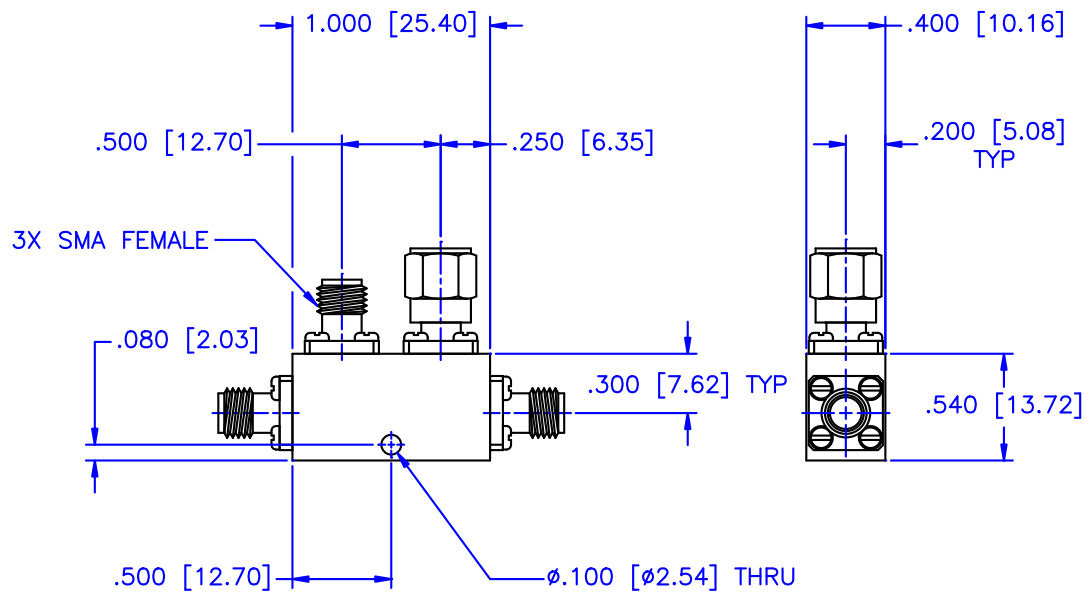 1.000 [25.40]
.400 [10.16]
.500 [12.70]
.250 [6.35]
.200 [5.08]
TYP
3X SMA FEMALE
.080 [2.03]
.300 [7.62] TYP
.540 [13.72]
.500 [12.70]
ø.100 [ø2.54] THRU